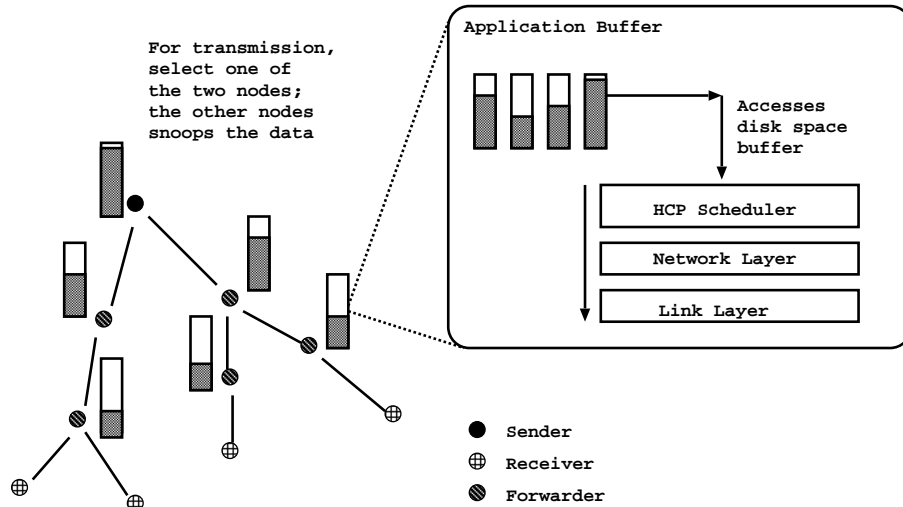 For transmission,
select one of
the two nodes;
the other nodes
snoops the data
Application Buffer
Accesses
disk space
buffer
HCP Scheduler
Network Layer
Link Layer
Sender
Receiver
Forwarder